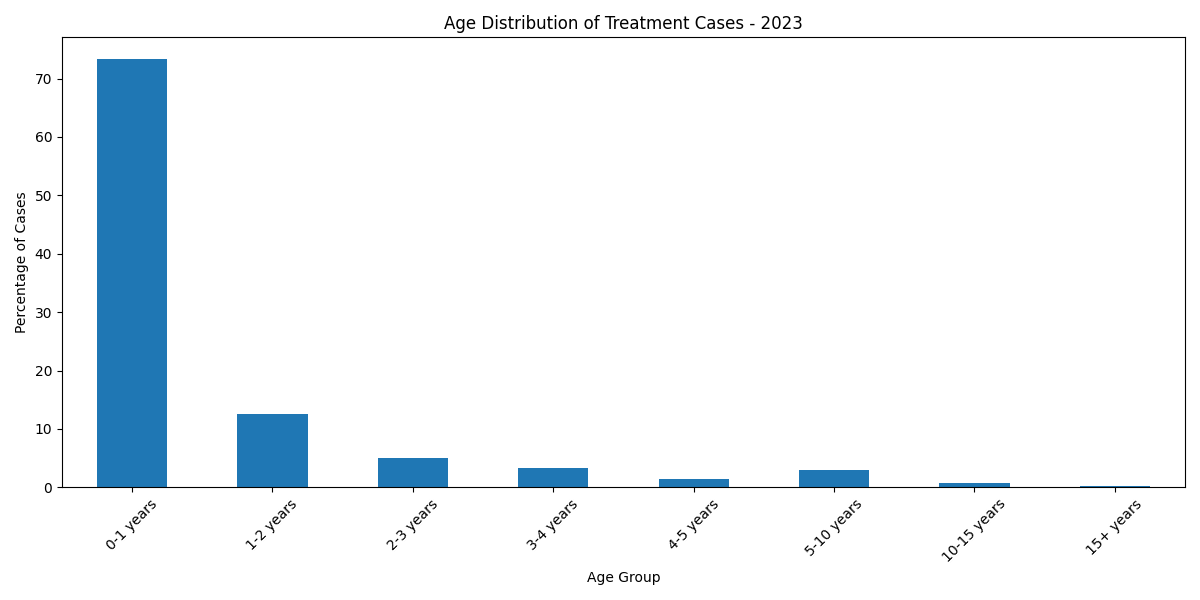 Age Distribution of Treatment Cases - 2023
Percentage of Cases
70
60
50
40
30
20
10
0
0-1 years
1-2 years
2-3 years
3-4 years
4-5 years
5-10 years
10-15 years
15+ years
Age Group